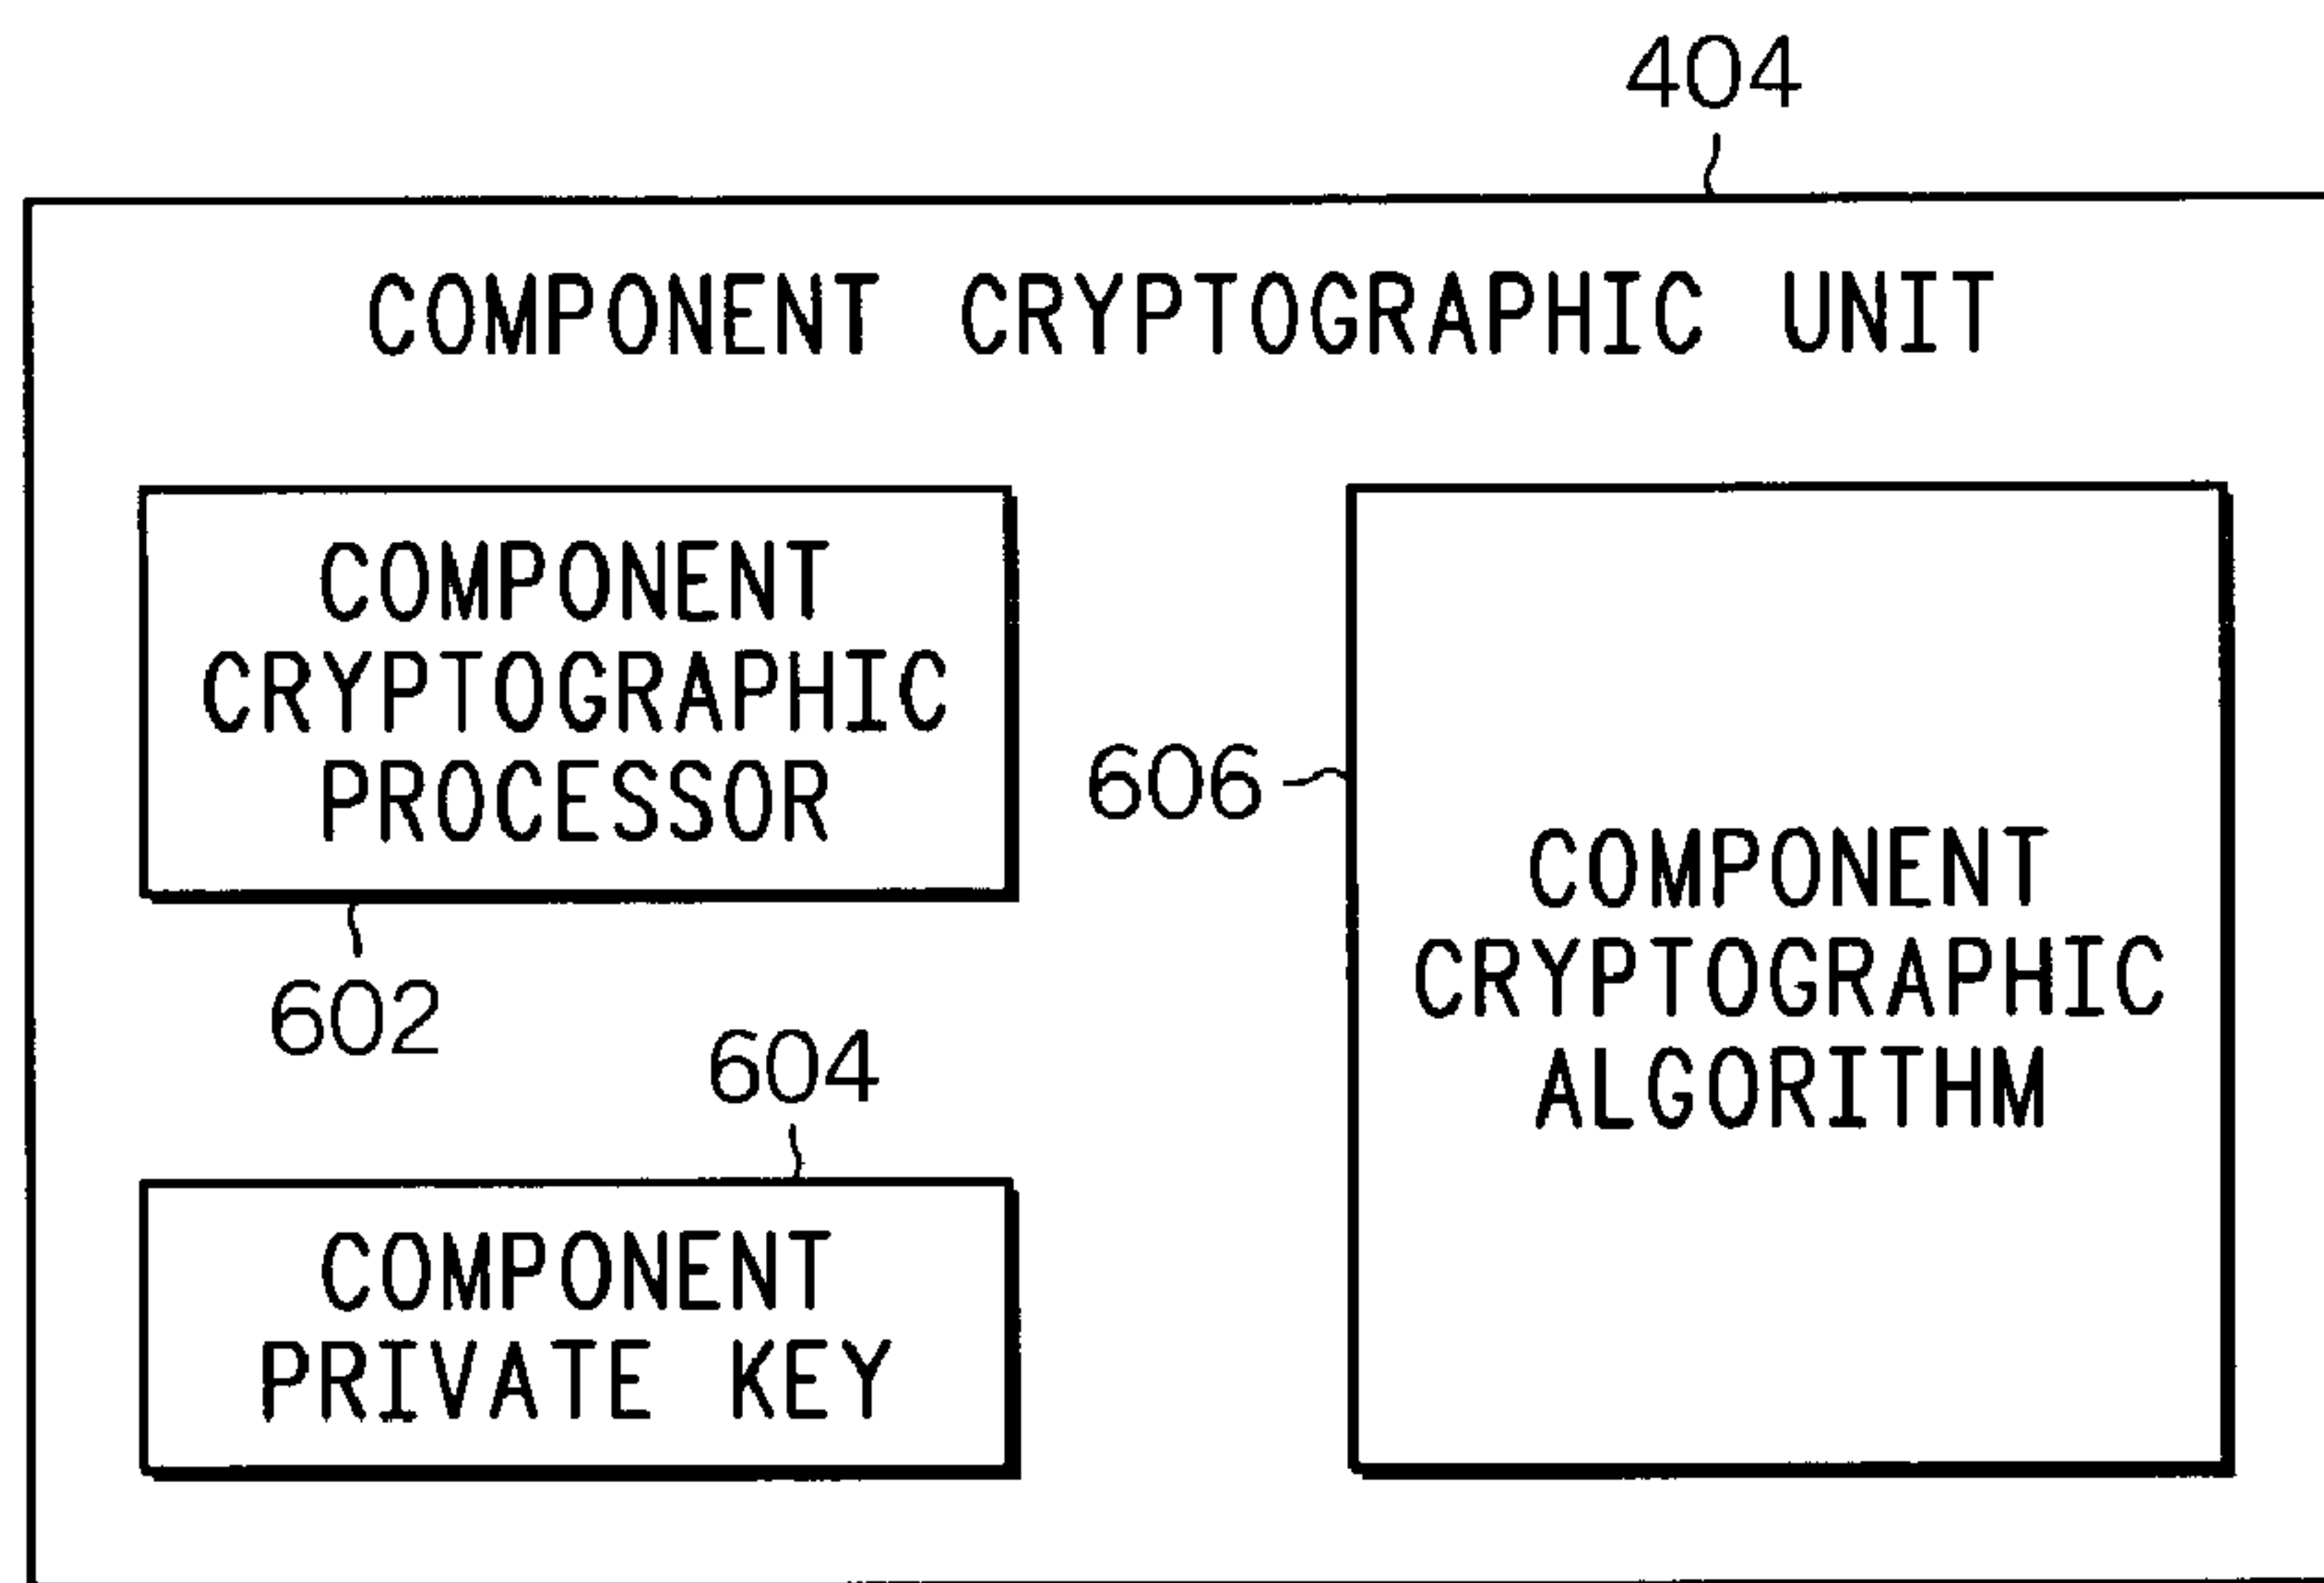 404
COMPONENT CRYPTOGRAPHIC UNIT
COMPONENT
CRYPTOGRAPHIC
PROCESSOR
602
604
COMPONENT
PRIVATE KEY
606
COMPONENT
CRYPTOGRAPHIC
ALGORITHM